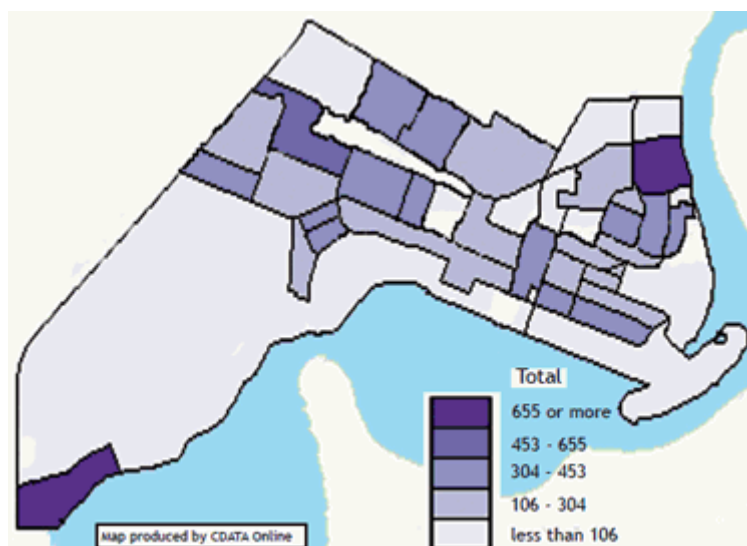 Total
655 or more
453 - 655
304 - 453
106 - 304
less than 106
Map produced by CDATA Online